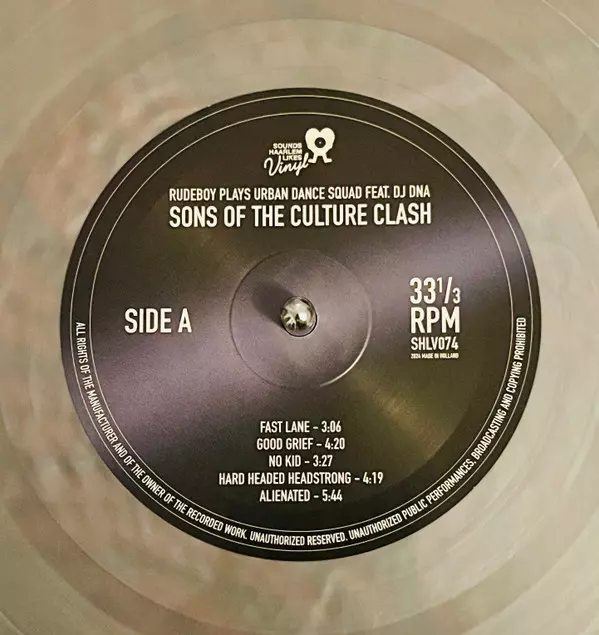 SOUNDS
HAARLEM
LIKES
Vinyl
RUDEBOY PLAYS URBAN DANCE SQUAD FEAT. DJ DNA
SONS OF THE CULTURE CLASH
SIDE A
33 1/3
RPM
SHLV074
2024 MADE IN HOLLAND
FAST LANE – 3:06
GOOD GRIEF – 4:20
NO KID – 3:27
HARD HEADED HEADSTRONG – 4:19
ALIENATED – 5:44
ALL RIGHTS OF THE MANUFACTURER AND OF THE OWNER OF THE RECORDED WORK. UNAUTHORIZED RESERVED. UNAUTHORIZED PUBLIC PERFORMANCES, BROADCASTING AND COPYING PROHIBITED